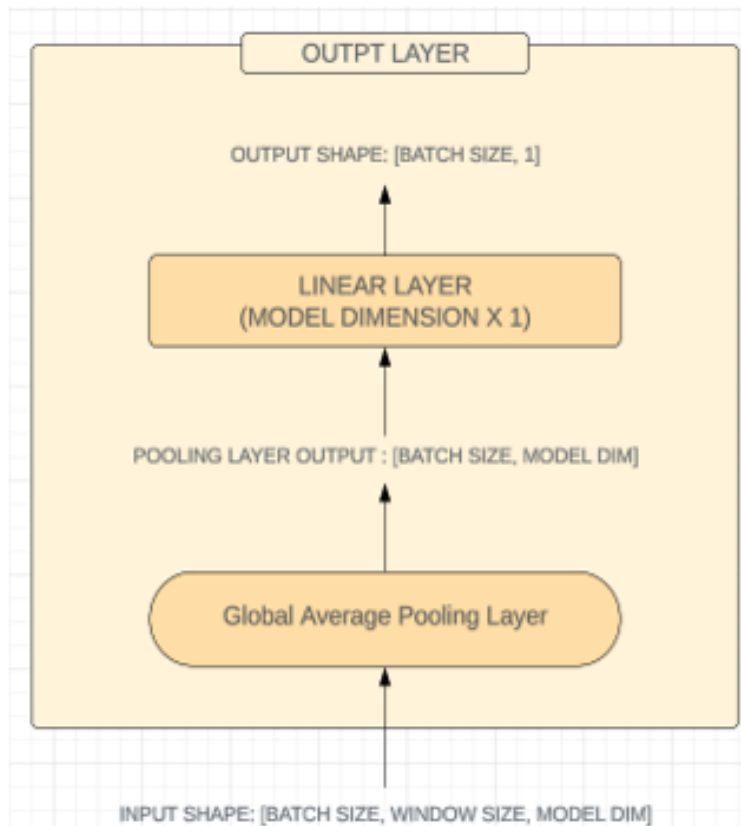 OUTPT LAYER
OUTPUT SHAPE: [BATCH SIZE, 1]
LINEAR LAYER
(MODEL DIMENSION X 1)
POOLING LAYER OUTPUT : [BATCH SIZE, MODEL DIM]
Global Average Pooling Layer
INPUT SHAPE: [BATCH SIZE, WINDOW SIZE, MODEL DIM]